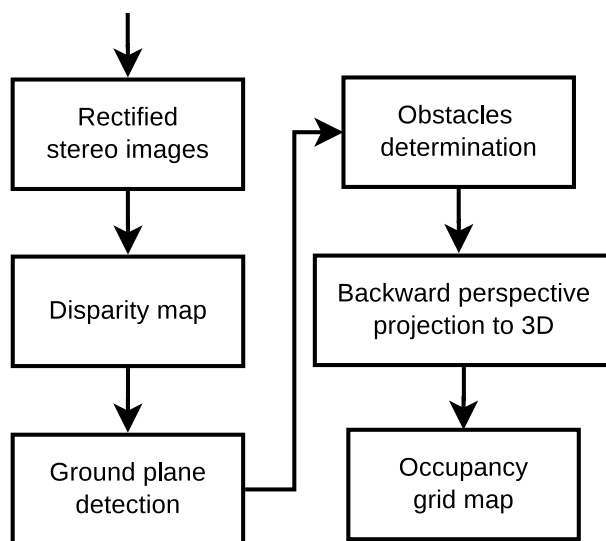 Rectified
stereo images
Disparity map
Ground plane
detection
Obstacles
determination
Backward perspective
projection to 3D
Occupancy
grid map